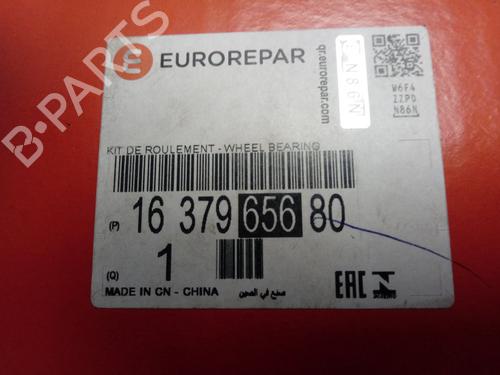 EUROREPAR
qr.eurorepar.com
N86N
W6F4
ZZPD
N86N
KIT DE ROULEMENT - WHEEL BEARING
(P) 16 379 656 80
(Q) 1
MADE IN CN - CHINA صنع في الصين EAC
B-PARTS